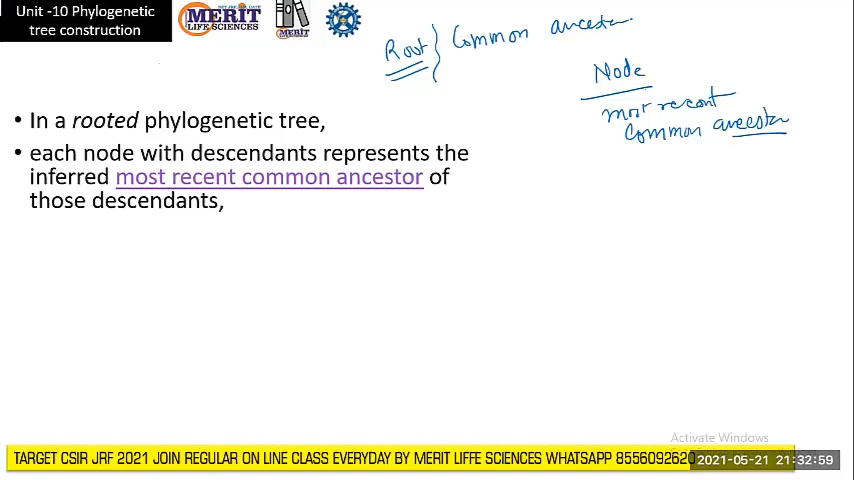 Unit -10 Phylogenetic
tree construction
MERIT
LIFE SCIENCES
MERIT
Root } Common ancestor
Node
most recent
common ancestor
• In a rooted phylogenetic tree,
• each node with descendants represents the
inferred most recent common ancestor of
those descendants,
Activate Windows
TARGET CSIR JRF 2021 JOIN REGULAR ON LINE CLASS EVERYDAY BY MERIT LIFFE SCIENCES WHATSAPP 8556092620
2021-05-21 21:32:59